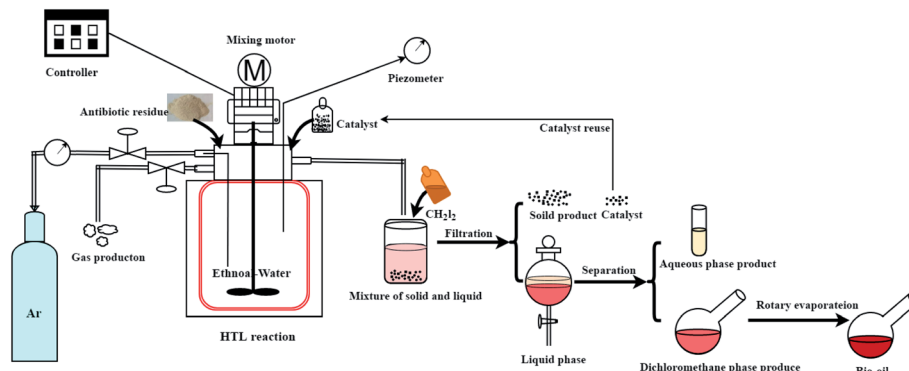 Mixing motor
M
Controller
Piezometer
Antibiotic residue
Catalyst
Catalyst reuse
CH2l2
Soild product
Catalyst
Filtration
Gas producton
Ethnoal-Water
Mixture of solid and liquid
Separation
Aqueous phase product
Ar
Rotary evaporateion
HTL reaction
Liquid phase
Dichloromethane phase produce
Bio-oil